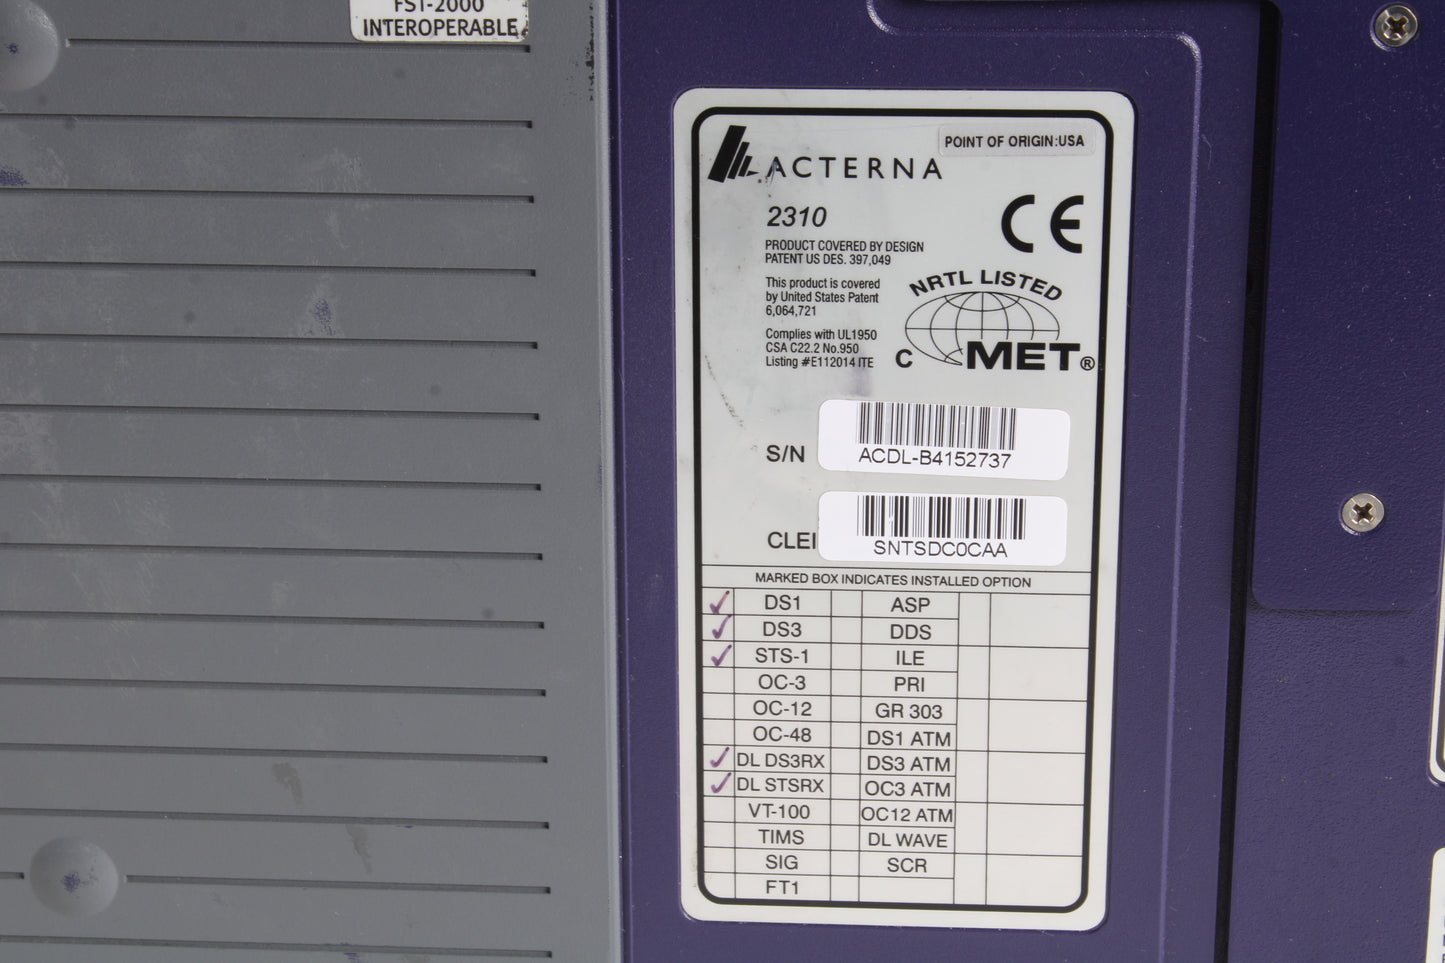 FST-2000
INTEROPERABLE
POINT OF ORIGIN:USA
ACTERNA
2310
CE
PRODUCT COVERED BY DESIGN
PATENT US DES. 397,049
This product is covered
by United States Patent
6,064,721
Complies with UL1950
CSA C22.2 No.950
Listing #E112014 ITE
NRTL LISTED
C MET®
S/N ACDL-B4152737
CLEI SNTSDC0CAA
MARKED BOX INDICATES INSTALLED OPTION
✓ DS1 ASP
✓ DS3 DDS
✓ STS-1 ILE
OC-3 PRI
OC-12 GR 303
OC-48 DS1 ATM
✓ DL DS3RX DS3 ATM
✓ DL STSRX OC3 ATM
VT-100 OC12 ATM
TIMS DL WAVE
SIG SCR
FT1